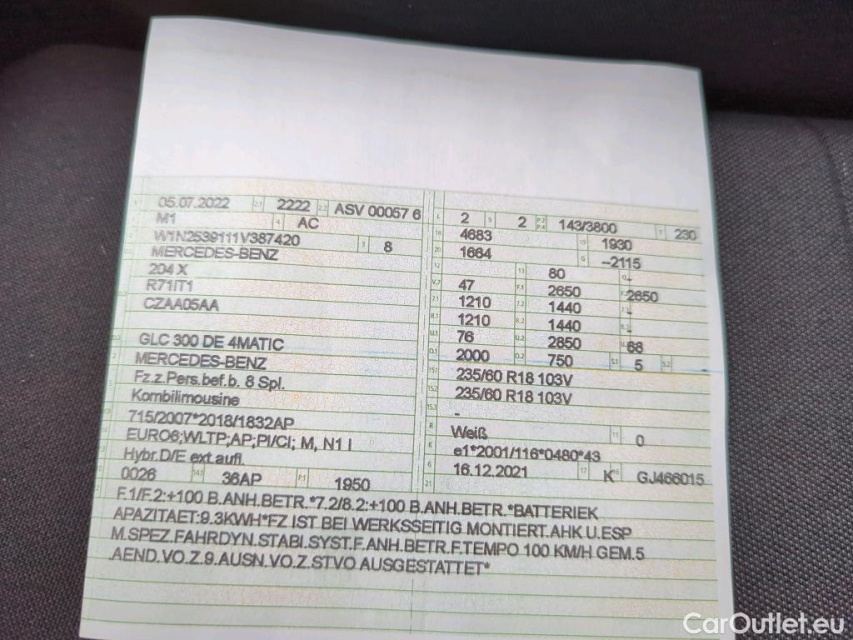 05.07.2022 2222 ASV 00057 6
M1 AC
W1N2539111V387420 8
MERCEDES-BENZ
204 X
R71IT1
CZAA05AA
GLC 300 DE 4MATIC
MERCEDES-BENZ
Fz.z.Pers.bef.b. 8 Spl.
Kombilimousine
715/2007*2018/1832AP
EURO6;WLTP;AP;PI/CI; M, N1 I
Hybr.D/E ext.aufl.
0026 36AP 1950
2 2 143/3800 230
4683 1930
1664 –2115
80 -
47 2650 2650
1210 1440 -
1210 1440 -
76 2850 68
2000 750 5
235/60 R18 103V
235/60 R18 103V
-
Weiß 0
e1*2001/116*0480*43
16.12.2021 K GJ466015
F.1/F.2:+100 B.ANH.BETR.*7.2/8.2:+100 B.ANH.BETR.*BATTERIEK
APAZITAET:9.3KWH*FZ IST BEI WERKSSEITIG MONTIERT.AHK U.ESP
M.SPEZ.FAHRDYN.STABI.SYST.F.ANH.BETR.F.TEMPO 100 KM/H GEM.5
.AEND.VO.Z.9.AUSN.VO.Z.STVO AUSGESTATTET*
CarOutlet.eu